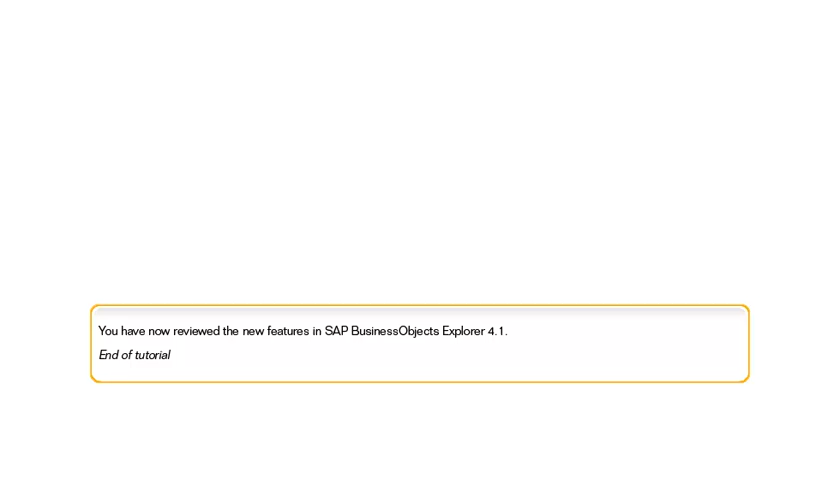 You have now reviewed the new features in SAP BusinessObjects Explorer 4.1.
End of tutorial